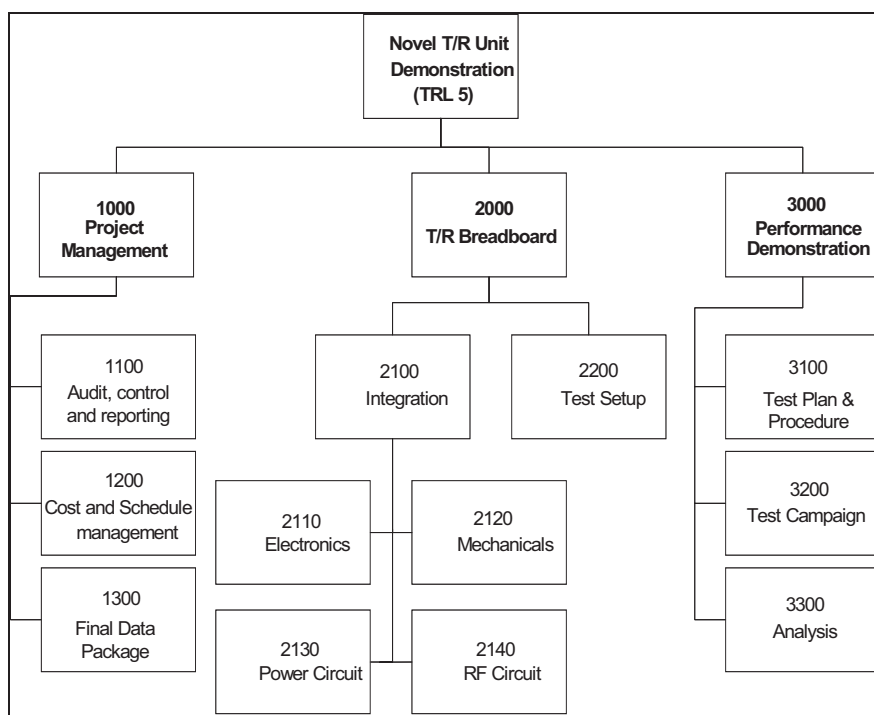 Novel T/R Unit
Demonstration
(TRL 5)
1000
Project
Management
2000
T/R Breadboard
3000
Performance
Demonstration
1100
Audit, control
and reporting
1200
Cost and Schedule
management
1300
Final Data
Package
2100
Integration
2200
Test Setup
2110
Electronics
2120
Mechanicals
2130
Power Circuit
2140
RF Circuit
3100
Test Plan &
Procedure
3200
Test Campaign
3300
Analysis